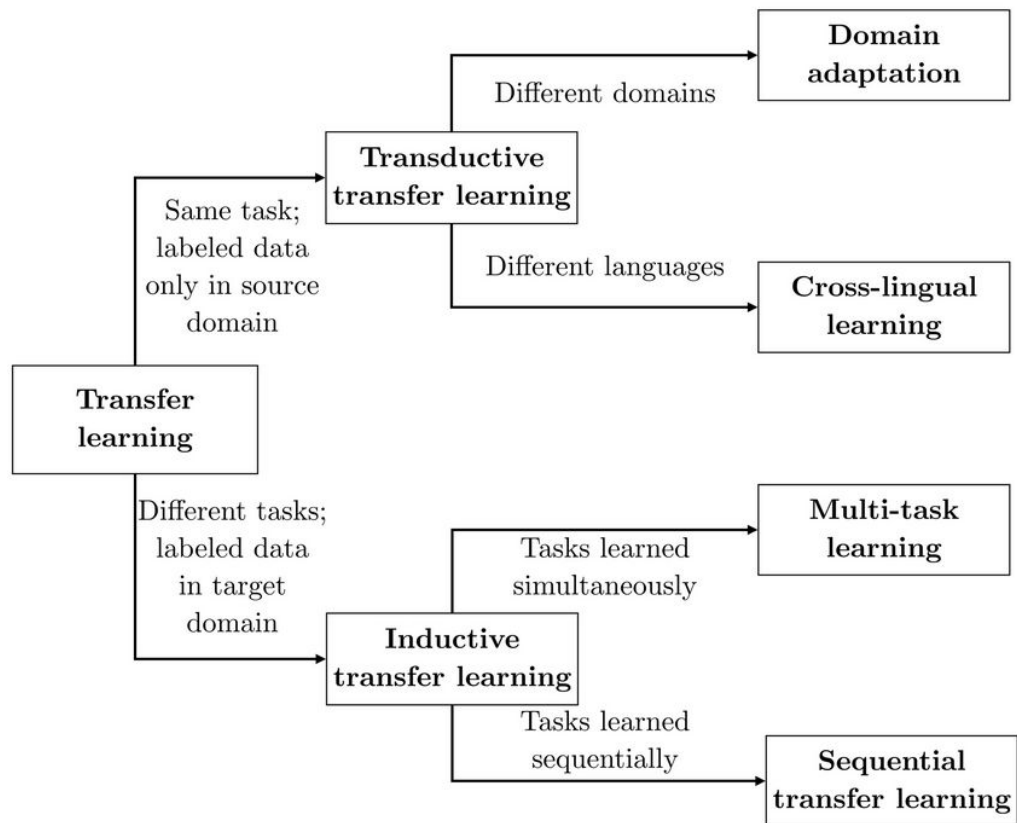 Domain
adaptation
Different domains
Transductive
transfer learning
Same task;
labeled data
only in source
domain
Different languages
Cross-lingual
learning
Transfer
learning
Different tasks;
labeled data
in target
domain
Multi-task
learning
Tasks learned
simultaneously
Inductive
transfer learning
Tasks learned
sequentially
Sequential
transfer learning